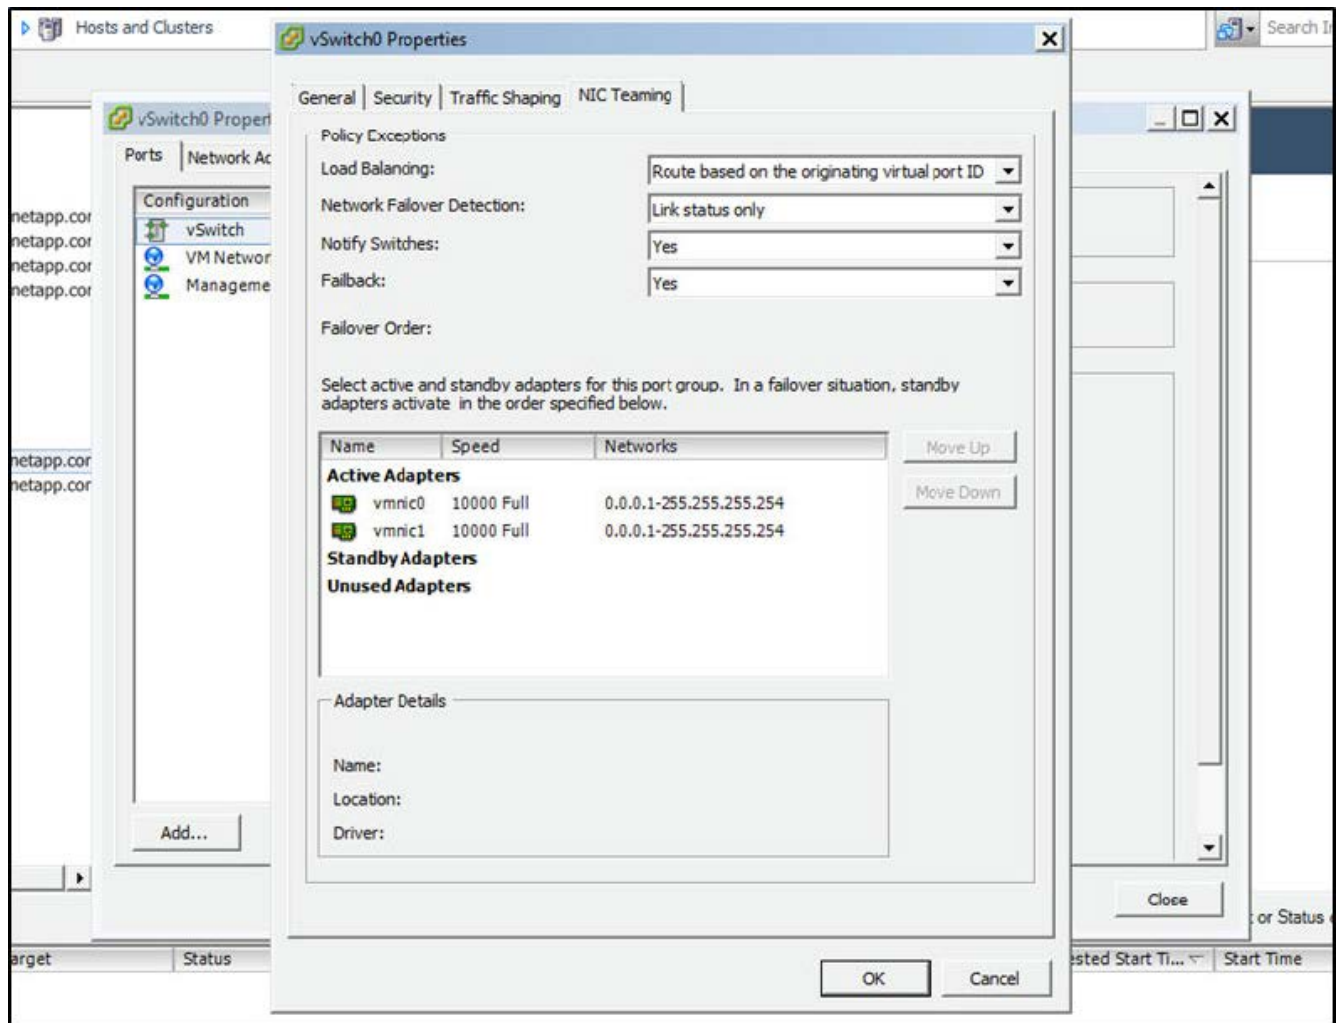 Hosts and Clusters
Search
vSwitch0 Properties
General Security Traffic Shaping NIC Teaming
vSwitch0 Proper
Ports Network Ac
Configuration
vSwitch
VM Networ
Manageme
Add...
netapp.cor
netapp.cor
netapp.cor
netapp.cor
netapp.cor
netapp.cor
Policy Exceptions
Load Balancing: Route based on the originating virtual port ID
Network Failover Detection: Link status only
Notify Switches: Yes
Failback: Yes
Failover Order:
Select active and standby adapters for this port group. In a failover situation, standby
adapters activate in the order specified below.
Name Speed Networks
Active Adapters
vmnic0 10000 Full 0.0.0.1-255.255.255.254
vmnic1 10000 Full 0.0.0.1-255.255.255.254
Standby Adapters
Unused Adapters
Move Up
Move Down
Adapter Details
Name:
Location:
Driver:
Close
or Status
OK Cancel
arget Status ested Start Ti... Start Time